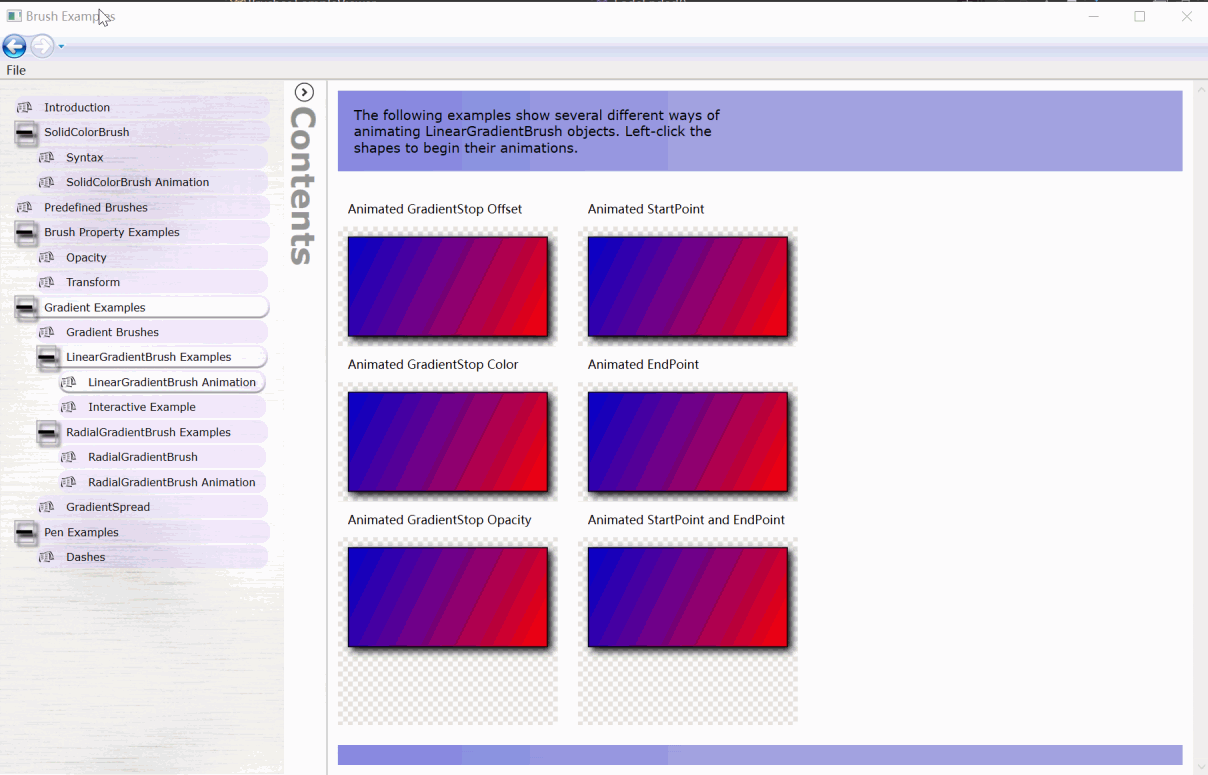 Brush Examples
File
Introduction
SolidColorBrush
Syntax
SolidColorBrush Animation
Predefined Brushes
Brush Property Examples
Opacity
Transform
Gradient Examples
Gradient Brushes
LinearGradientBrush Examples
LinearGradientBrush Animation
Interactive Example
RadialGradientBrush Examples
RadialGradientBrush
RadialGradientBrush Animation
GradientSpread
Pen Examples
Dashes
Contents
The following examples show several different ways of
animating LinearGradientBrush objects. Left-click the
shapes to begin their animations.
Animated GradientStop Offset
Animated StartPoint
Animated GradientStop Color
Animated EndPoint
Animated GradientStop Opacity
Animated StartPoint and EndPoint